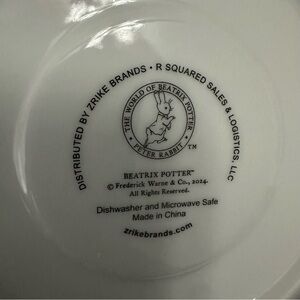 DISTRIBUTED BY ZRIKE BRANDS • R SQUARED SALES & LOGISTICS, LLC
THE WORLD OF BEATRIX POTTER
• PETER RABBIT •
™
BEATRIX POTTER™
© Frederick Warne & Co., 2024.
All Rights Reserved.
Dishwasher and Microwave Safe
Made in China
zrikebrands.com